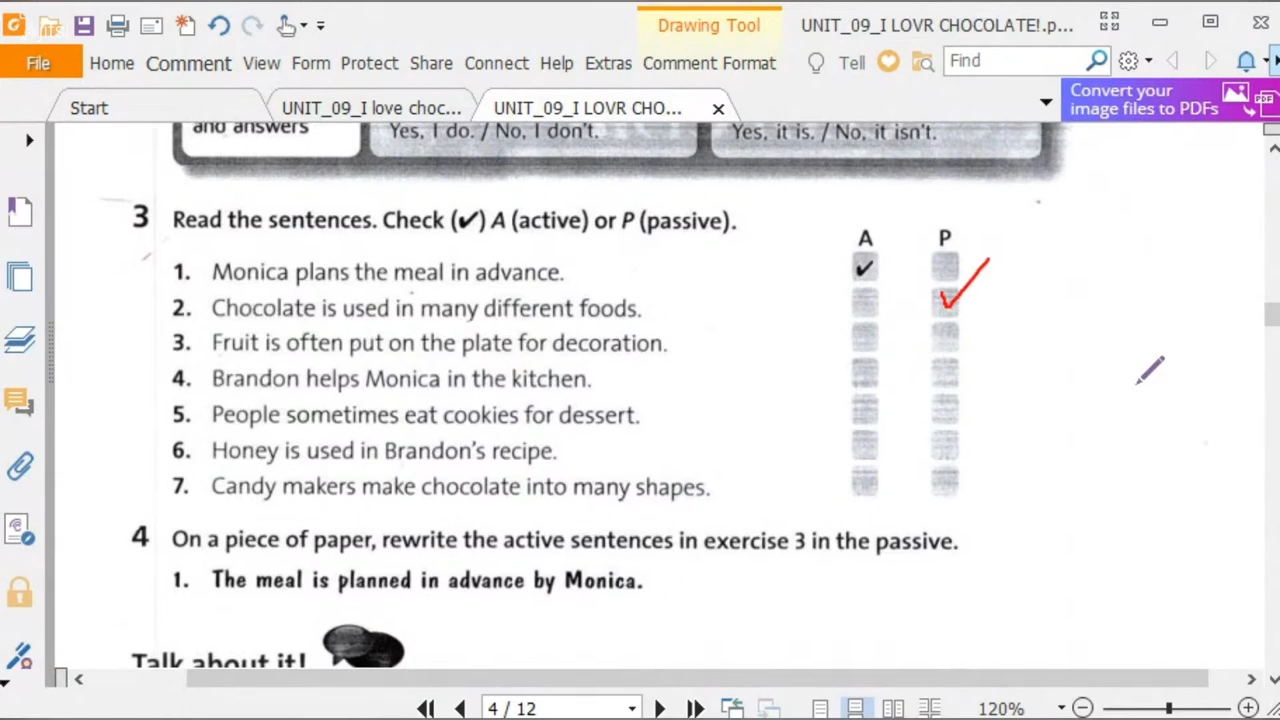 Drawing Tool
UNIT_09_I LOVR CHOCOLATE!.p...
File Home Comment View Form Protect Share Connect Help Extras Comment Format Tell Find
Start UNIT_09_I love choc... UNIT_09_I LOVR CHO...
Convert your
image files to PDFs
PDF
and answers Yes, I do. / No, I don't. Yes, it is. / No, it isn't.
3 Read the sentences. Check (✔) A (active) or P (passive).
A P
1. Monica plans the meal in advance. ✔
2. Chocolate is used in many different foods. ✓
3. Fruit is often put on the plate for decoration.
4. Brandon helps Monica in the kitchen.
5. People sometimes eat cookies for dessert.
6. Honey is used in Brandon's recipe.
7. Candy makers make chocolate into many shapes.
4 On a piece of paper, rewrite the active sentences in exercise 3 in the passive.
1. The meal is planned in advance by Monica.
Talk about it!
4 / 12 120%